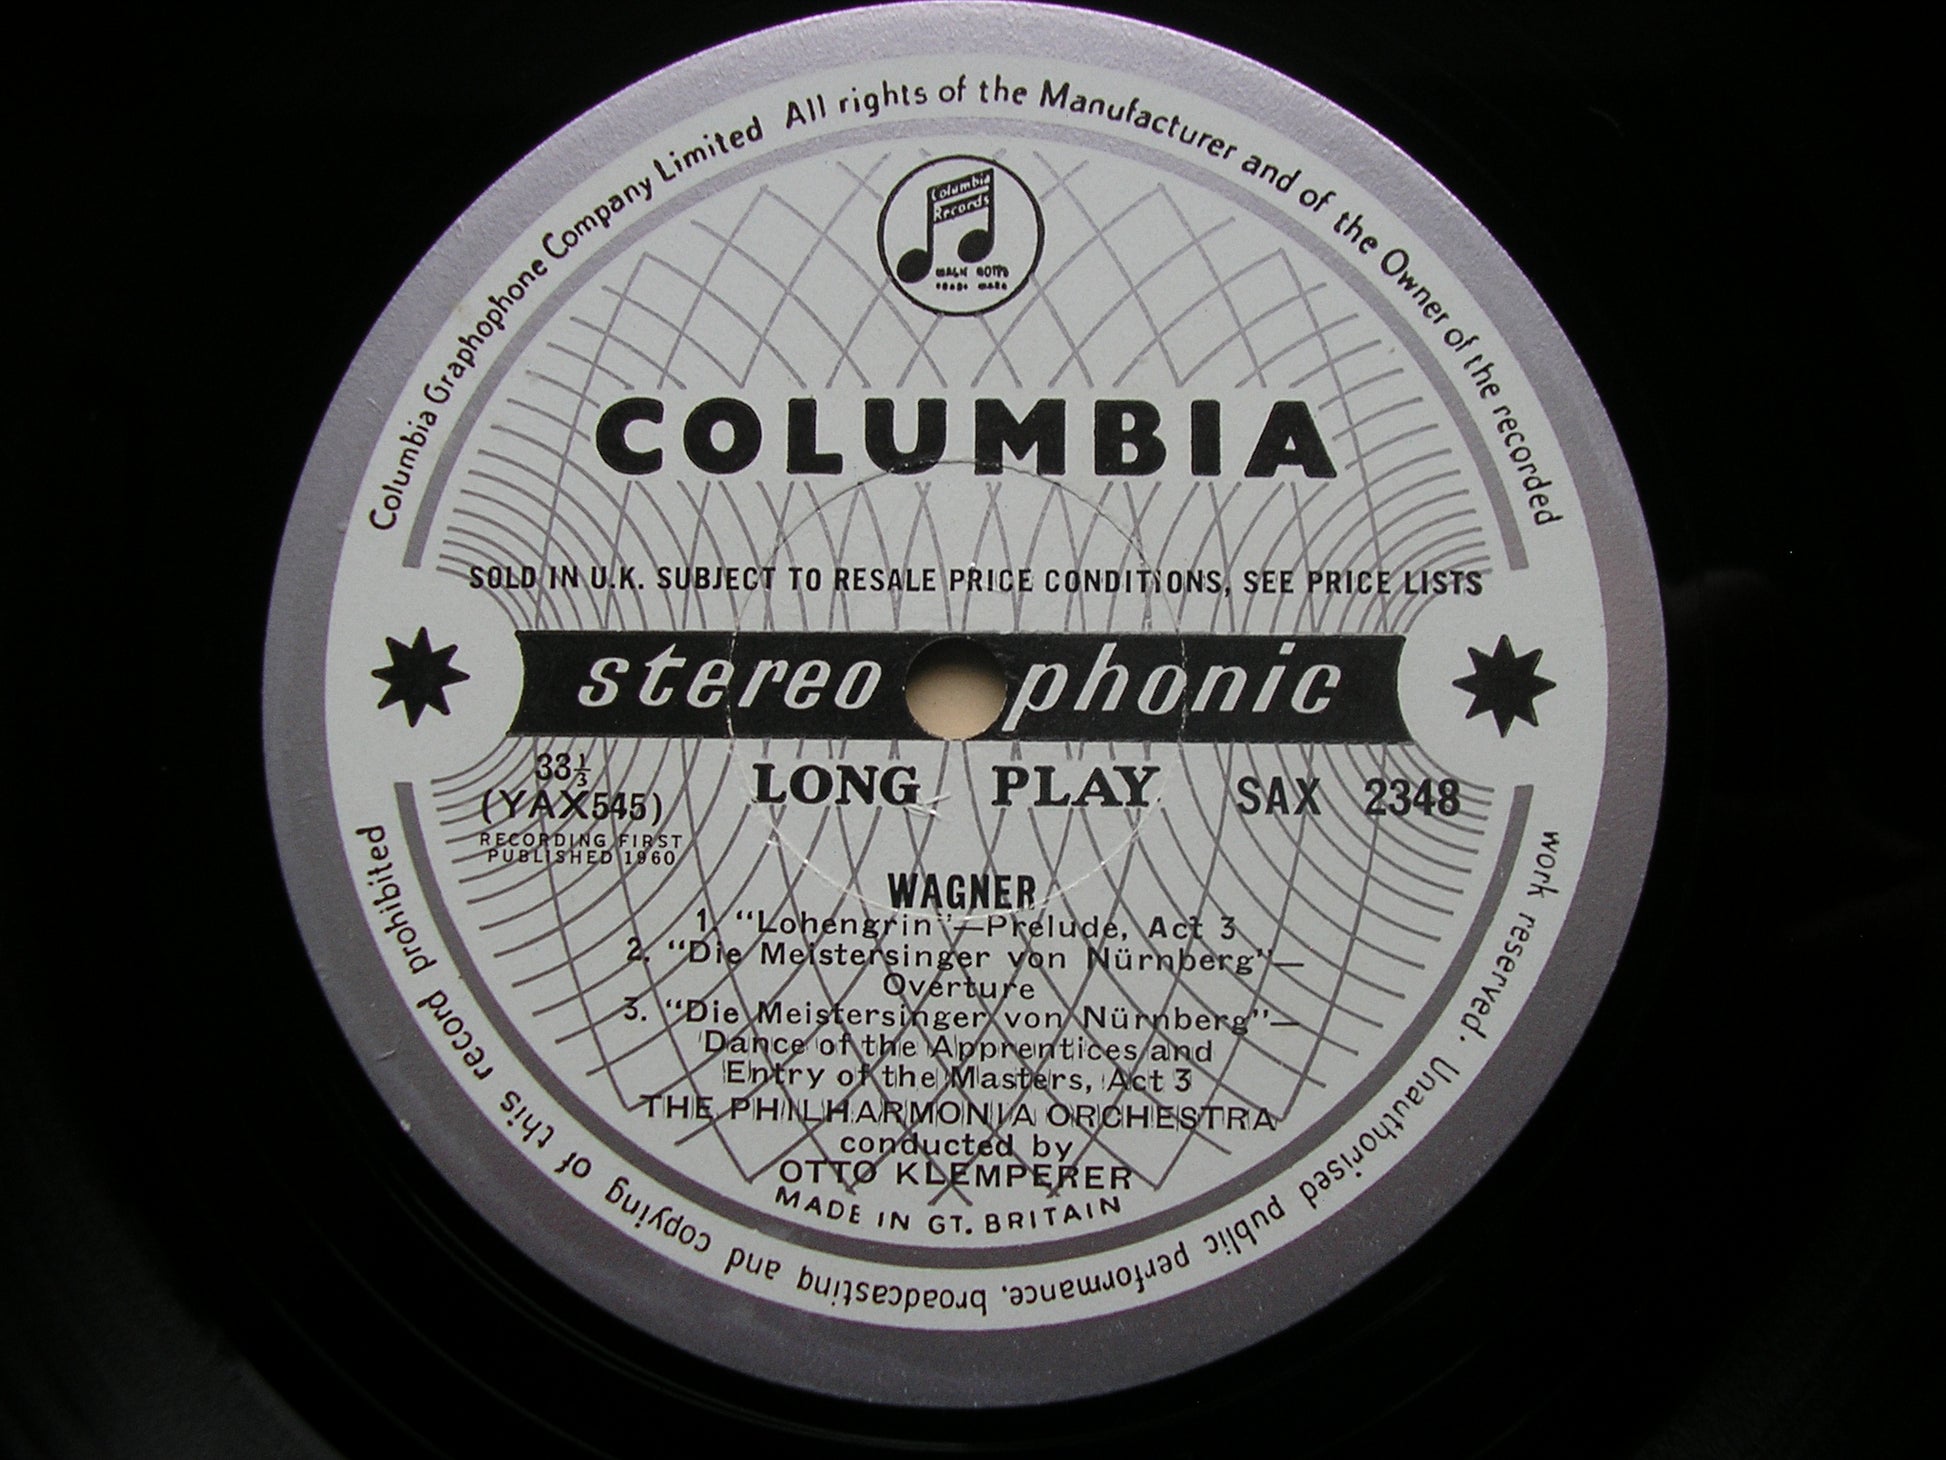 Columbia Graphophone Company Limited All rights of the Manufacturer and of the Owner of the recorded
work reserved. Unauthorised public performance, broadcasting and copying of this record prohibited
Columbia
Records
COLUMBIA
SOLD IN U.K. SUBJECT TO RESALE PRICE CONDITIONS, SEE PRICE LISTS
stereo phonic
33⅓
(YAX545)
RECORDING FIRST
PUBLISHED 1960
LONG PLAY
SAX 2348
WAGNER
1. "Lohengrin"—Prelude, Act 3
2. "Die Meistersinger von Nürnberg"—
Overture
3. "Die Meistersinger von Nürnberg"—
Dance of the Apprentices and
Entry of the Masters, Act 3
THE PHILHARMONIA ORCHESTRA
conducted by
OTTO KLEMPERER
MADE IN GT. BRITAIN